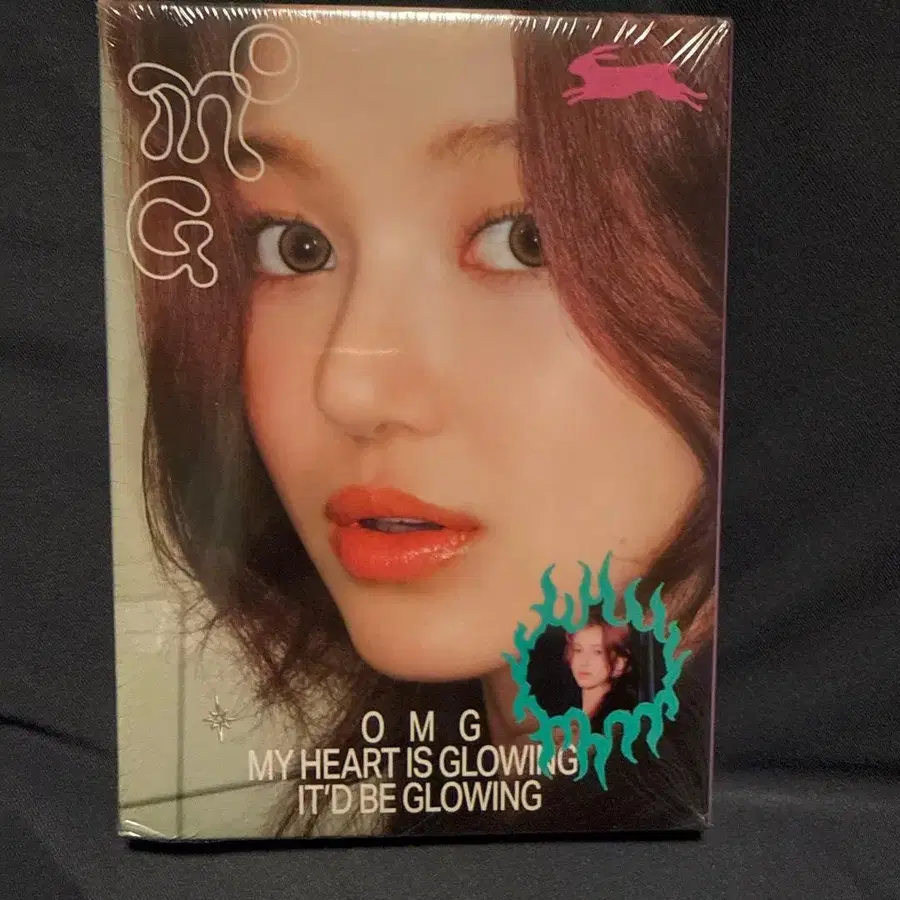 OMG
O M G
MY HEART IS GLOWING
IT'D BE GLOWING